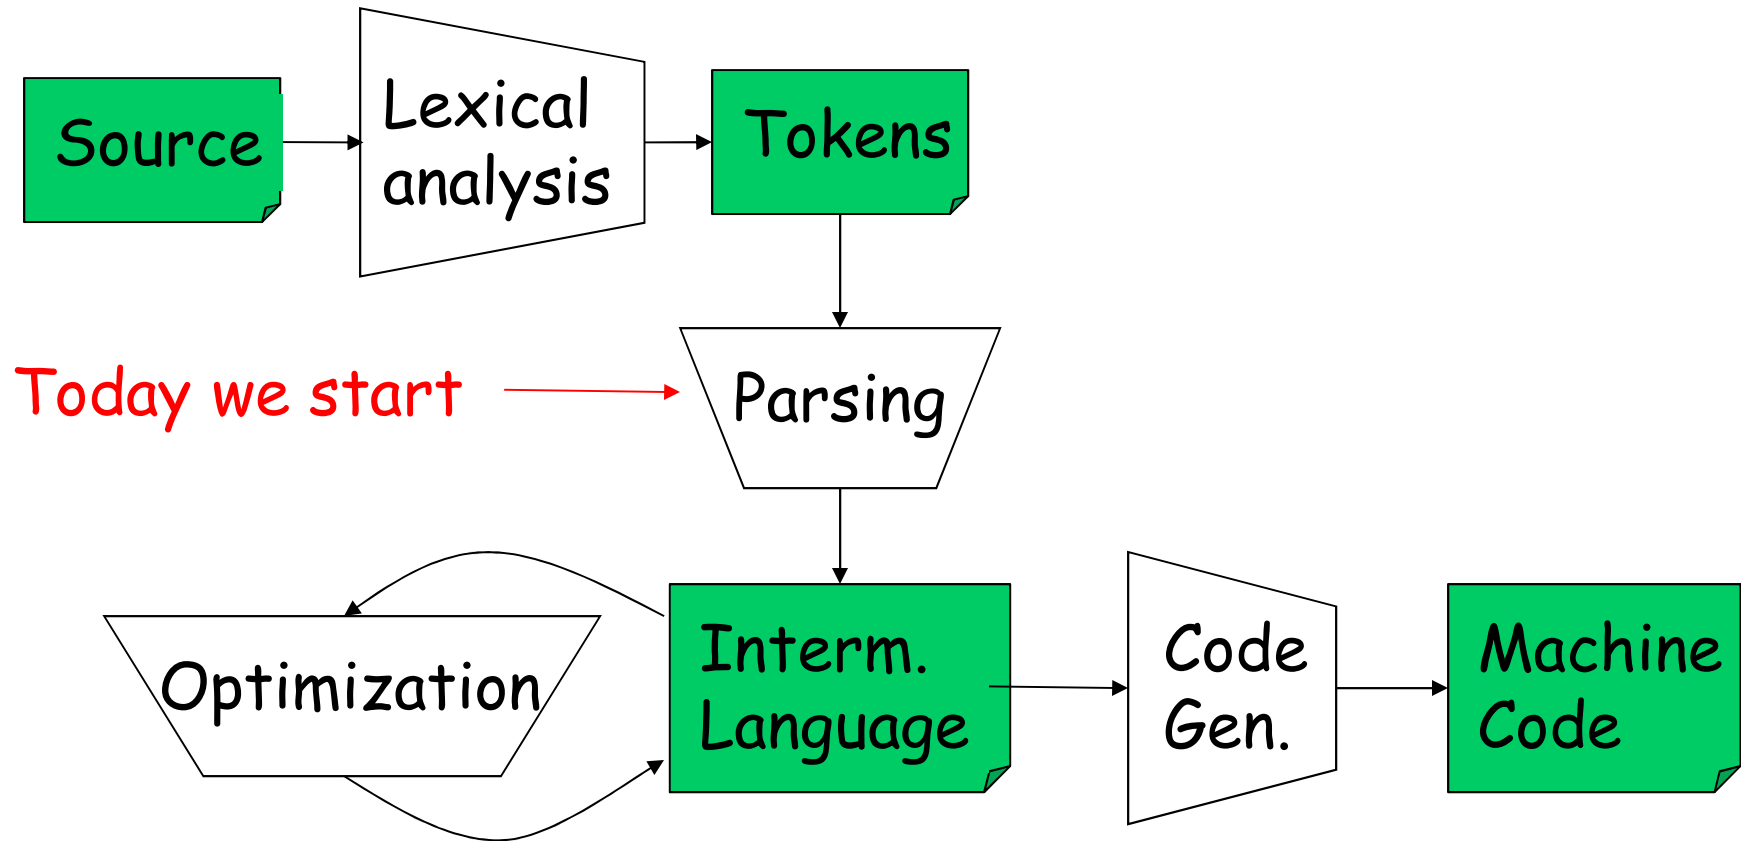 Source
Lexical
analysis
Tokens
Today we start
Parsing
Optimization
Interm.
Language
Code
Gen.
Machine
Code